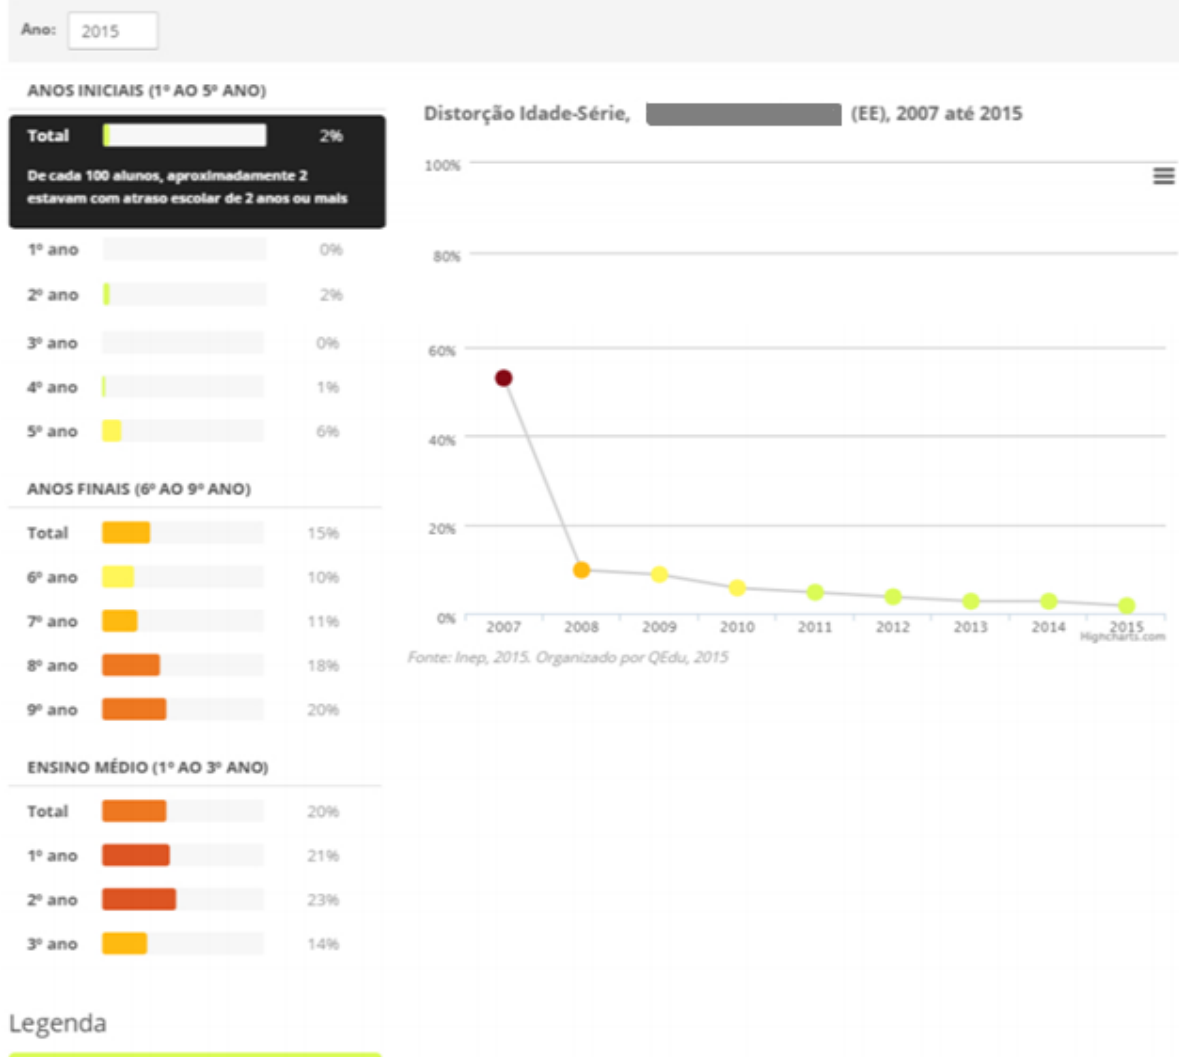 Ano: 2015
ANOS INICIAIS (1º AO 5º ANO)
Total 2%
De cada 100 alunos, aproximadamente 2
estavam com atraso escolar de 2 anos ou mais
1º ano 0%
2º ano 2%
3º ano 0%
4º ano 1%
5º ano 6%
ANOS FINAIS (6º AO 9º ANO)
Total 15%
6º ano 10%
7º ano 11%
8º ano 18%
9º ano 20%
ENSINO MÉDIO (1º AO 3º ANO)
Total 20%
1º ano 21%
2º ano 23%
3º ano 14%
Legenda
Distorção Idade-Série, (EE), 2007 até 2015
100%
80%
60%
40%
20%
0%
2007 2008 2009 2010 2011 2012 2013 2014 2015
Highcharts.com
Fonte: Inep, 2015. Organizado por QEdu, 2015